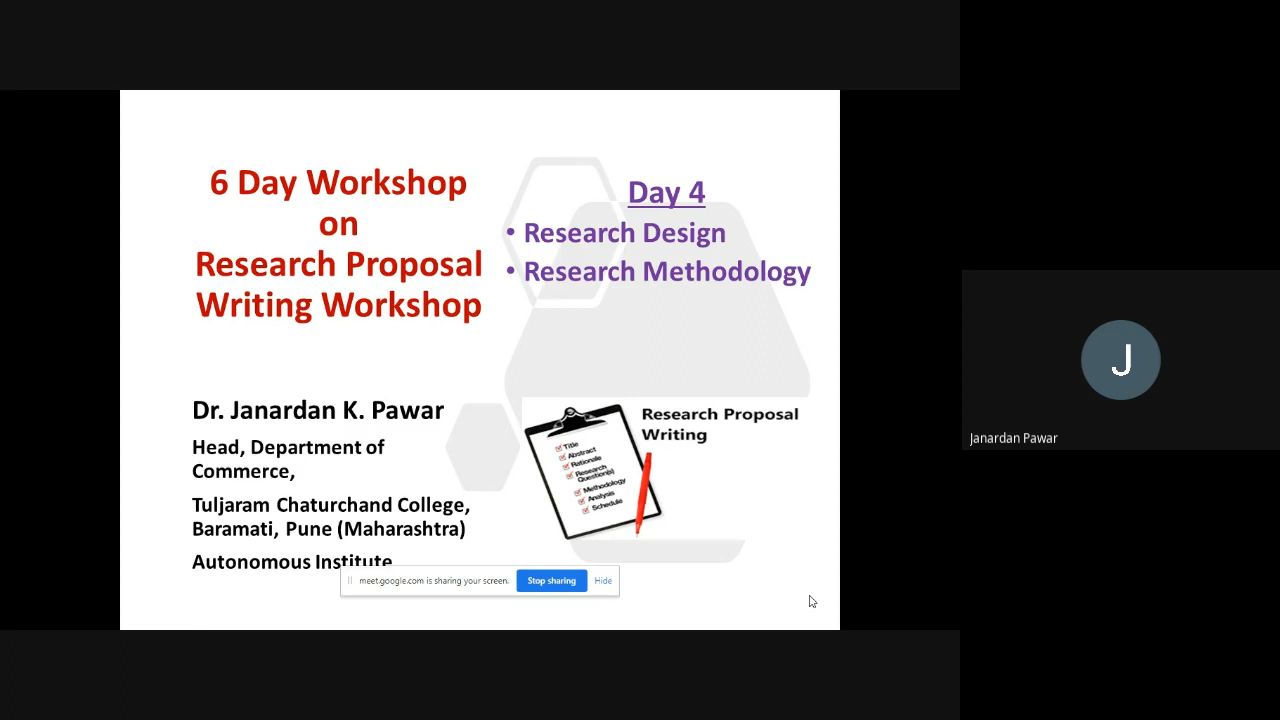 6 Day Workshop
on
Research Proposal
Writing Workshop
Day 4
• Research Design
• Research Methodology
Dr. Janardan K. Pawar
Head, Department of
Commerce,
Tuljaram Chaturchand College,
Baramati, Pune (Maharashtra)
Autonomous Institute
Research Proposal
Writing
Title
Abstract
Rationale
Research
Question(s)
Methodology
Analysis
Schedule
meet.google.com is sharing your screen.
Stop sharing
Hide
J
Janardan Pawar